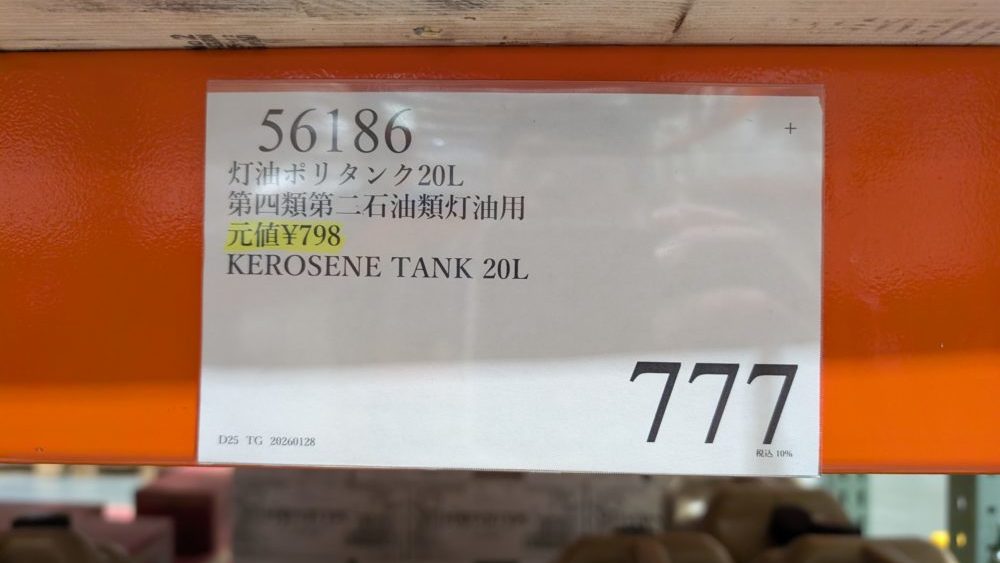 56186
+
灯油ポリタンク20L
第四類第二石油類灯油用
元値¥798
KEROSENE TANK 20L
777
税込 10%
D25 TG 20260128